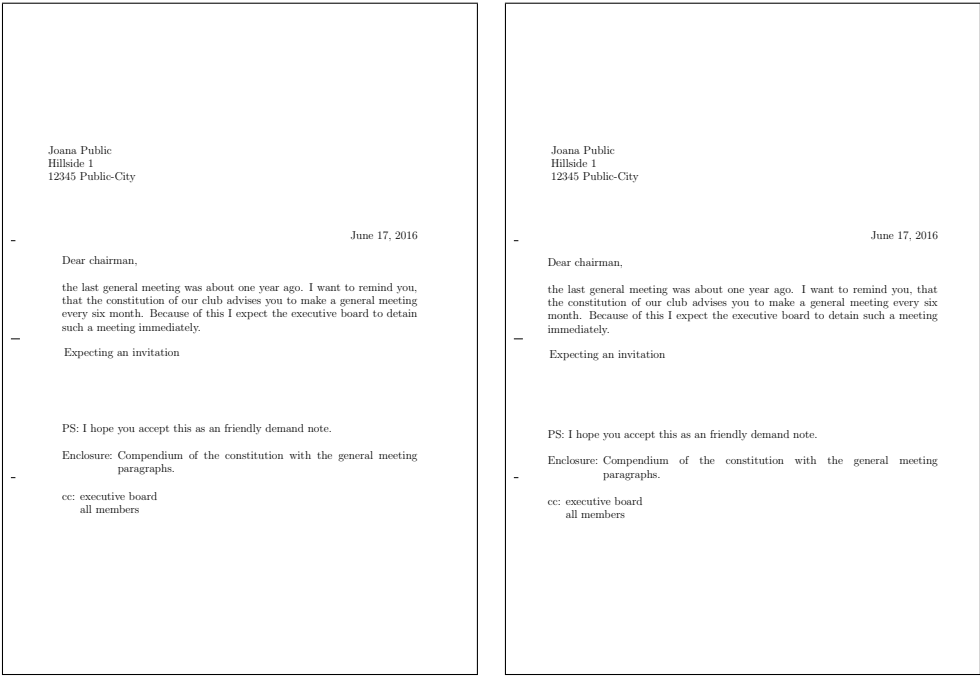 Joana Public
Hillside 1
12345 Public-City
June 17, 2016
Dear chairman,
the last general meeting was about one year ago. I want to remind you,
that the constitution of our club advises you to make a general meeting
every six month. Because of this I expect the executive board to detain
such a meeting immediately.
Expecting an invitation
PS: I hope you accept this as an friendly demand note.
Enclosure: Compendium of the constitution with the general meeting
paragraphs.
cc: executive board
all members
Joana Public
Hillside 1
12345 Public-City
June 17, 2016
Dear chairman,
the last general meeting was about one year ago. I want to remind you, that
the constitution of our club advises you to make a general meeting every six
month. Because of this I expect the executive board to detain such a meeting
immediately.
Expecting an invitation
PS: I hope you accept this as an friendly demand note.
Enclosure: Compendium of the constitution with the general meeting
paragraphs.
cc: executive board
all members